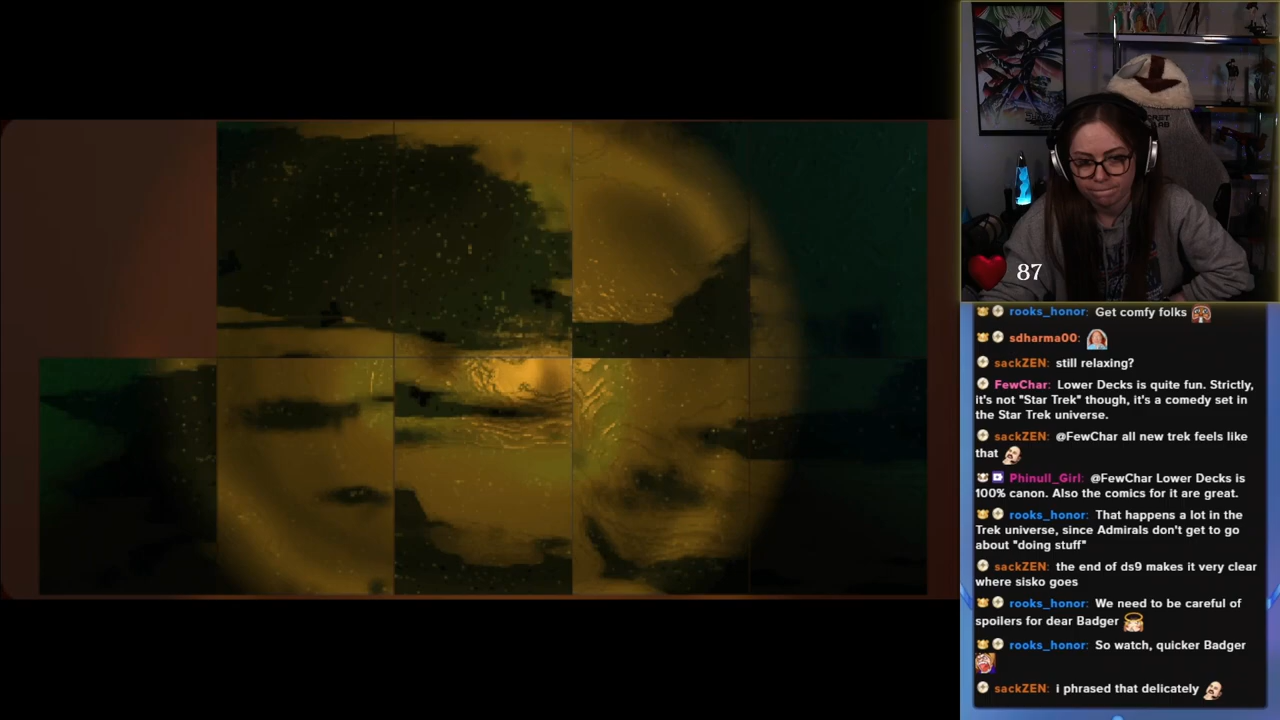 87
rooks_honor: Get comfy folks
sdharma00:
sackZEN: still relaxing?
FewChar: Lower Decks is quite fun. Strictly,
it's not "Star Trek" though, it's a comedy set in
the Star Trek universe.
sackZEN: @FewChar all new trek feels like
that
Phinull_Girl: @FewChar Lower Decks is
100% canon. Also the comics for it are great.
rooks_honor: That happens a lot in the
Trek universe, since Admirals don't get to go
about "doing stuff"
sackZEN: the end of ds9 makes it very clear
where sisko goes
rooks_honor: We need to be careful of
spoilers for dear Badger
rooks_honor: So watch, quicker Badger
sackZEN: i phrased that delicately